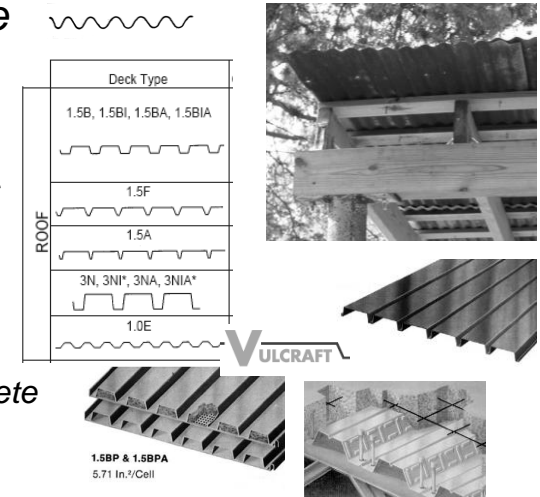 e
Deck Type
ROOF
1.5B, 1.5BI, 1.5BA, 1.5BIA
1.5F
1.5A
3N, 3NI*, 3NA, 3NIA*
1.0E
VULCRAFT
ete
1.5BP & 1.5BPA
5.71 In.²/Cell